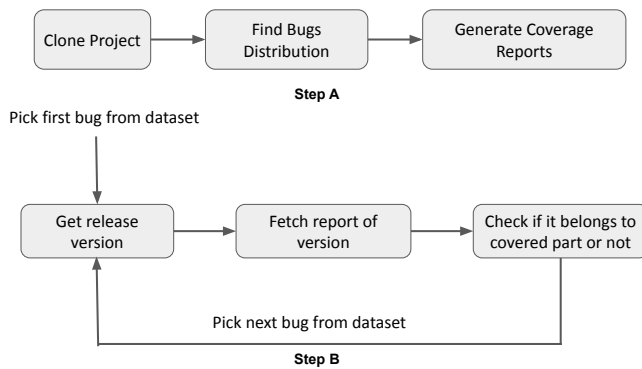 Clone Project
Find Bugs
Distribution
Generate Coverage
Reports
Step A
Pick first bug from dataset
Get release
version
Fetch report of
version
Check if it belongs to
covered part or not
Pick next bug from dataset
Step B